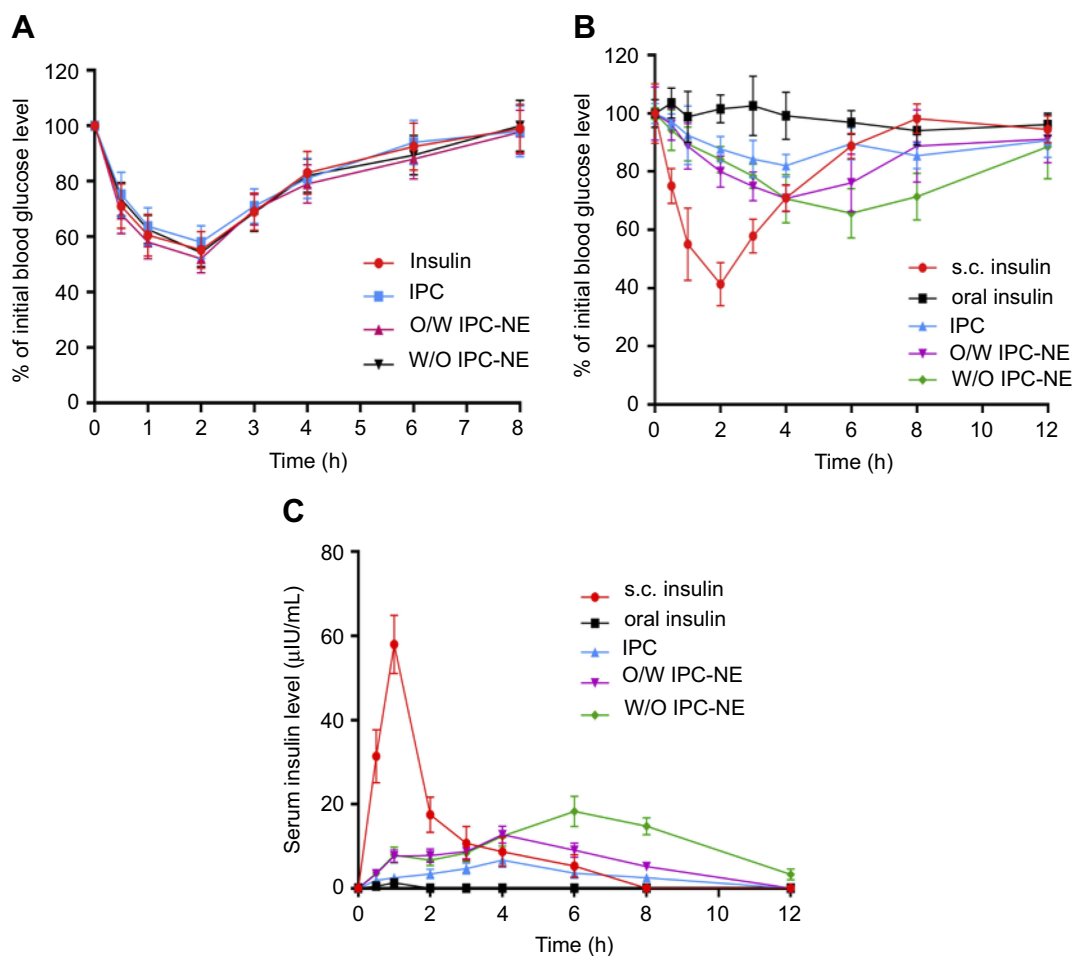 A
% of initial blood glucose level
120
100
80
60
40
20
0
0 1 2 3 4 5 6 7 8
Time (h)
Insulin
IPC
O/W IPC-NE
W/O IPC-NE
B
% of initial blood glucose level
120
100
80
60
40
20
0
0 2 4 6 8 10 12
Time (h)
s.c. insulin
oral insulin
IPC
O/W IPC-NE
W/O IPC-NE
C
Serum insulin level (μIU/mL)
80
60
40
20
0
0 2 4 6 8 10 12
Time (h)
s.c. insulin
oral insulin
IPC
O/W IPC-NE
W/O IPC-NE